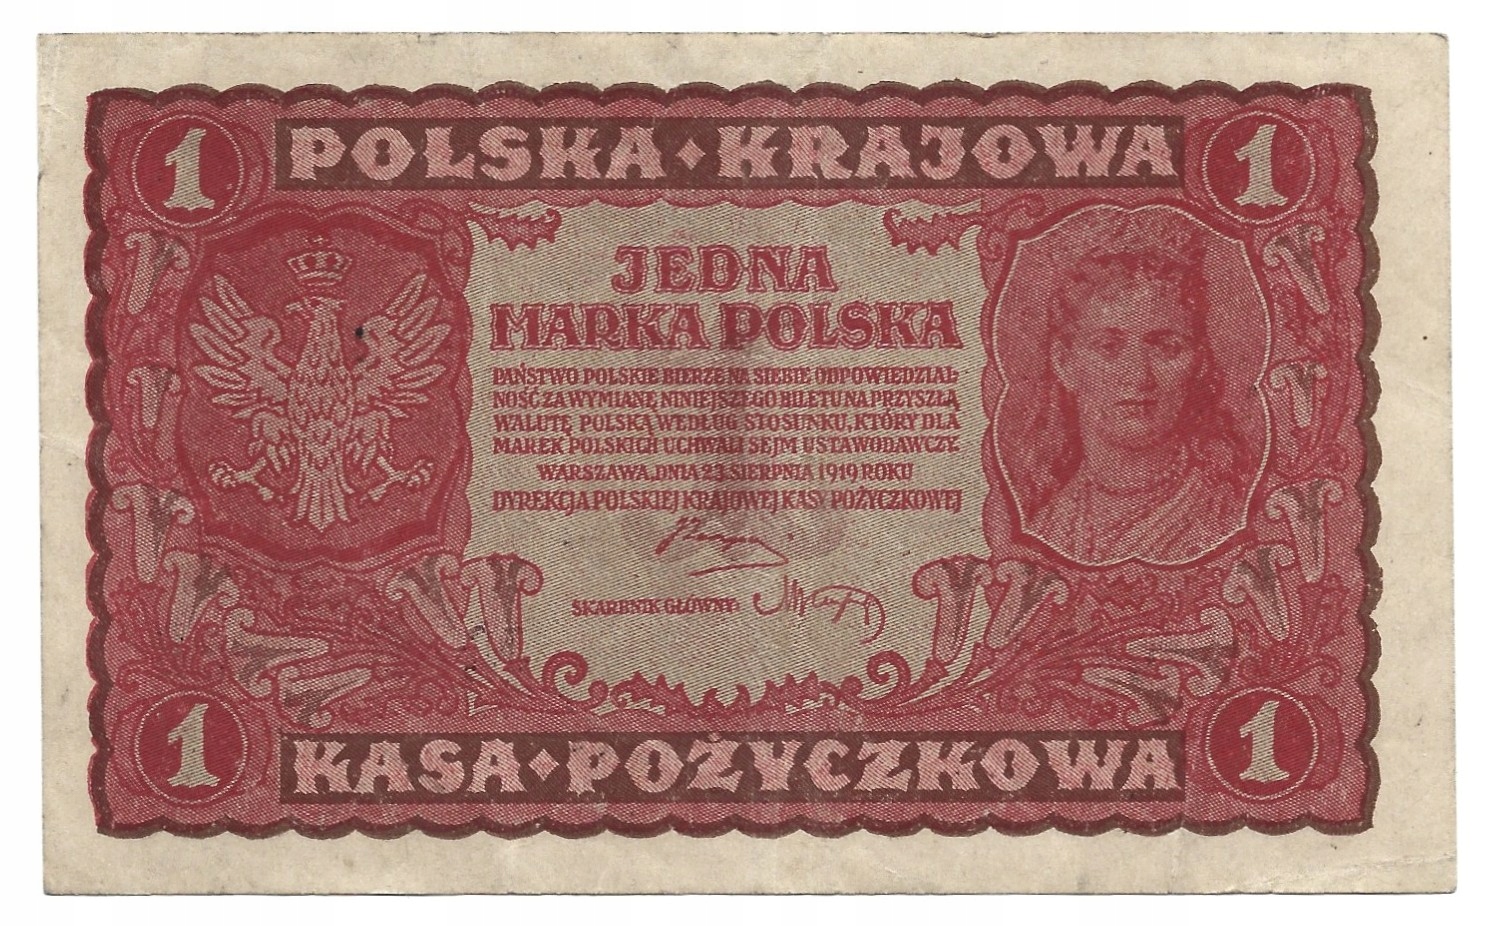 1 POLSKA • KRAJOWA 1
JEDNA
MARKA POLSKA
PAŃSTWO POLSKIE BIERZE NA SIEBIE ODPOWIEDZIAL-
NOŚĆ ZA WYMIANĘ NINIEJSZEGO BILETU NA PRZYSZŁĄ
WALUTĘ POLSKĄ WEDŁUG STOSUNKU, KTÓRY DLA
MAREK POLSKICH UCHWALI SEJM USTAWODAWCZY.
WARSZAWA, DNIA 23 SIERPNIA 1919 ROKU
DYREKCJA POLSKIEJ KRAJOWEJ KASY POŻYCZKOWEJ
SKARBNIK GŁÓWNY:
1 KASA • POŻYCZKOWA 1